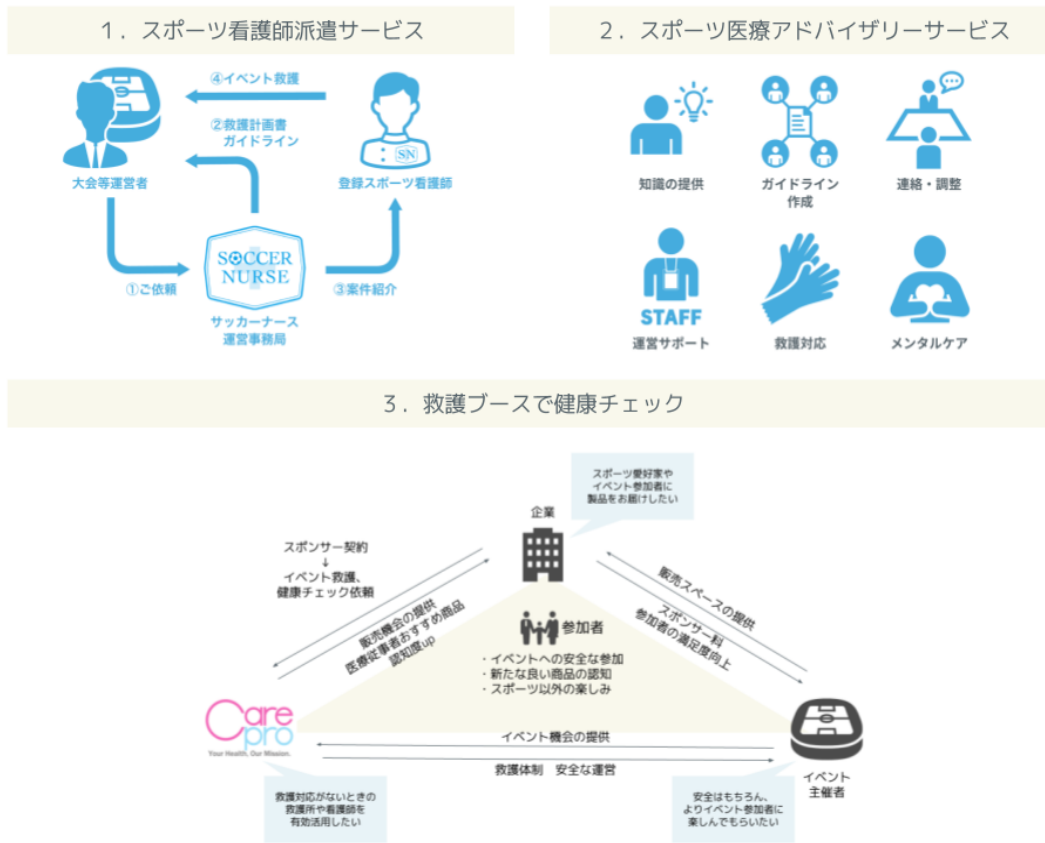 １．スポーツ看護師派遣サービス
④イベント救護
②救護計画書
ガイドライン
SN
大会等運営者
登録スポーツ看護師
SOCCER
NURSE
①ご依頼
③案件紹介
サッカーナース
運営事務局
２．スポーツ医療アドバイザリーサービス
知識の提供
ガイドライン
作成
連絡・調整
STAFF
運営サポート
救護対応
メンタルケア
３．救護ブースで健康チェック
スポーツ愛好家や
イベント参加者に
製品をお届けしたい
企業
スポンサー契約
↓
イベント救護、
健康チェック依頼
販売機会の提供
医療従事者おすすめ商品
認知度up
販売スペースの提供
スポンサー料
参加者の満足度向上
参加者
・イベントへの安全な参加
・新たな良い商品の認知
・スポーツ以外の楽しみ
Care
pro
Your Health, Our Mission.
イベント機会の提供
救護体制　安全な運営
イベント
主催者
救護対応がないときの
救護所や看護師を
有効活用したい
安全はもちろん、
よりイベント参加者に
楽しんでもらいたい